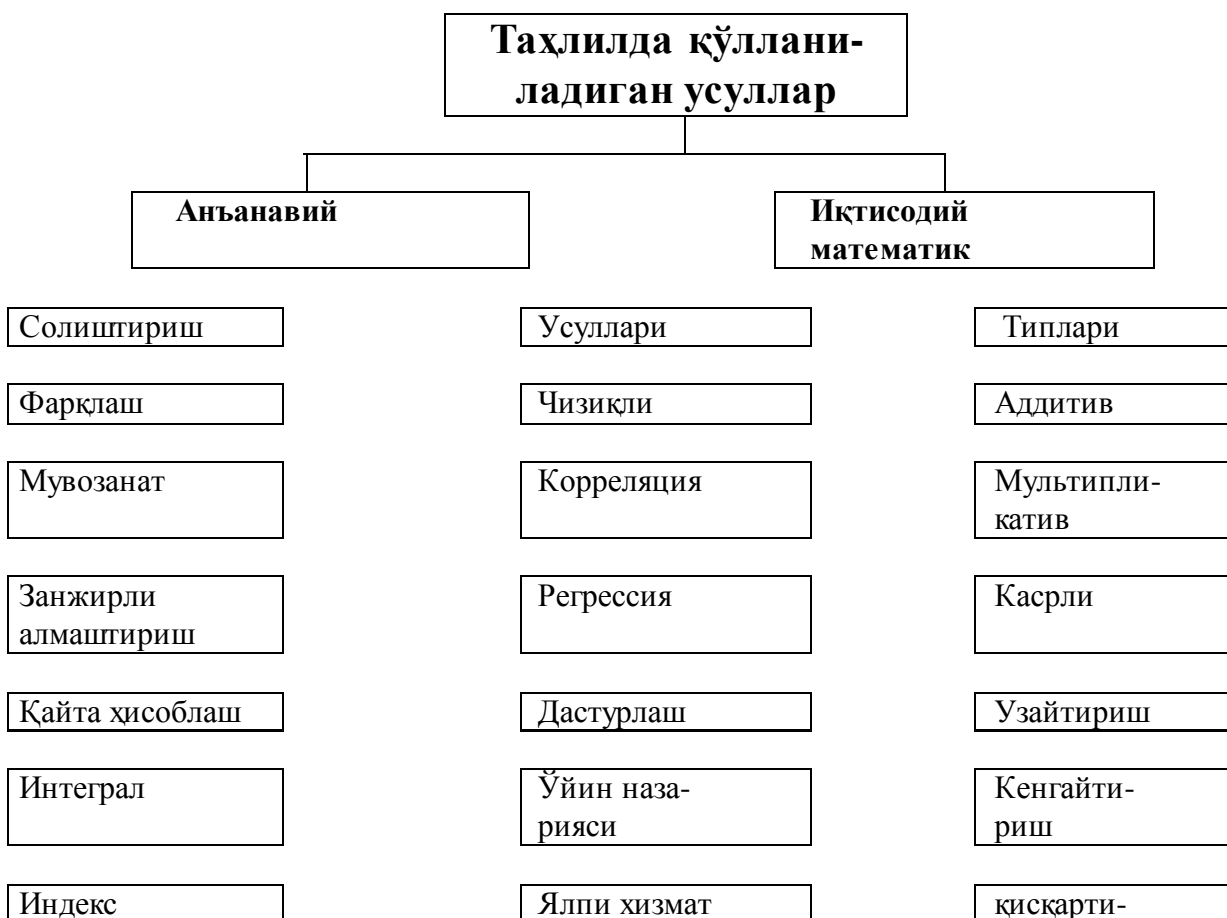 Таҳлилда қўллани-
ладиган усуллар
Анъанавий
Иқтисодий
математик
Солиштириш
Усуллари
Типлари
Фарқлаш
Чизиқли
Аддитив
Мувозанат
Корреляция
Мультипли-
катив
Занжирли
алмаштириш
Регрессия
Касрли
Қайта ҳисоблаш
Дастурлаш
Узайтириш
Интеграл
Ўйин наза-
рияси
Кенгайти-
риш
Индекс
Ялпи хизмат
қисқарти-